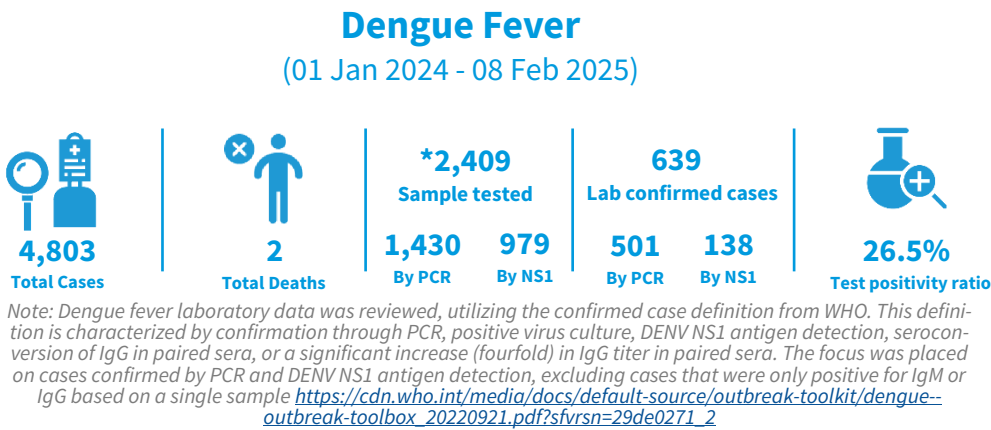 Dengue Fever
(01 Jan 2024 - 08 Feb 2025)
4,803
Total Cases
2
Total Deaths
*2,409
Sample tested
1,430
By PCR
979
By NS1
639
Lab confirmed cases
501
By PCR
138
By NS1
26.5%
Test positivity ratio
Note: Dengue fever laboratory data was reviewed, utilizing the confirmed case definition from WHO. This defini-
tion is characterized by confirmation through PCR, positive virus culture, DENV NS1 antigen detection, serocon-
version of IgG in paired sera, or a significant increase (fourfold) in IgG titer in paired sera. The focus was placed
on cases confirmed by PCR and DENV NS1 antigen detection, excluding cases that were only positive for IgM or
IgG based on a single sample https://cdn.who.int/media/docs/default-source/outbreak-toolkit/dengue--
outbreak-toolbox_20220921.pdf?sfvrsn=29de0271_2